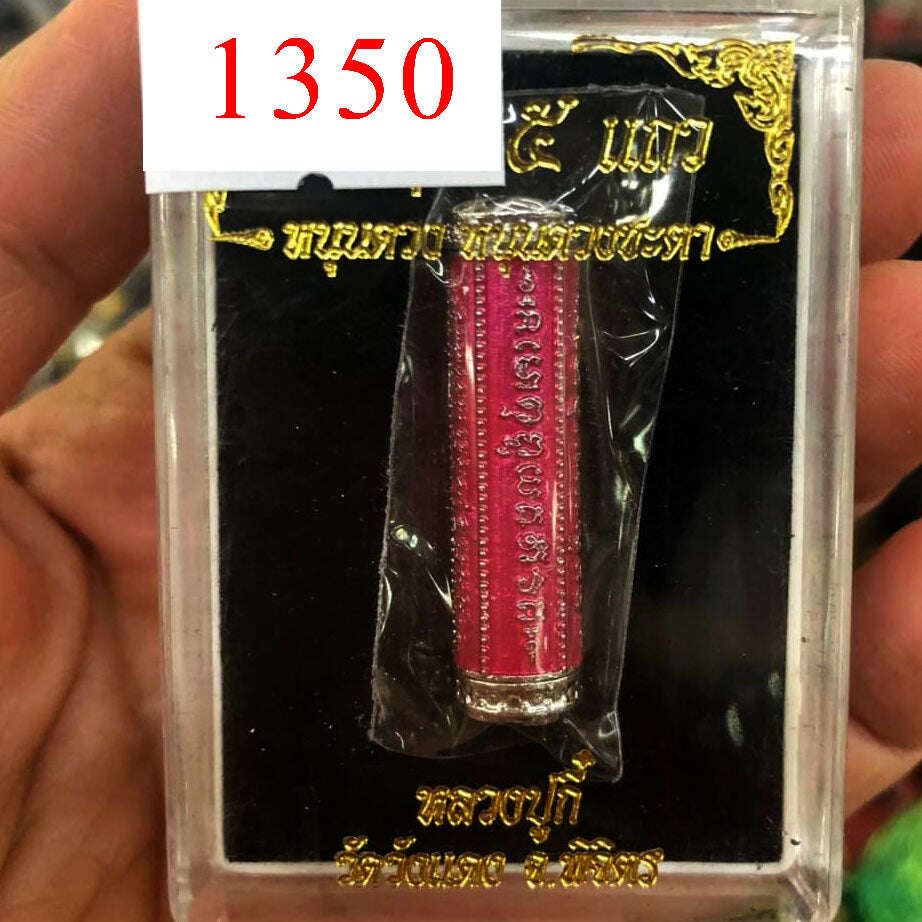 1350
๕ แถว
หนุนดวง หนุนดวงชะตา
หลวงปู่กี้
วัดวังแดง จ.พิจิตร